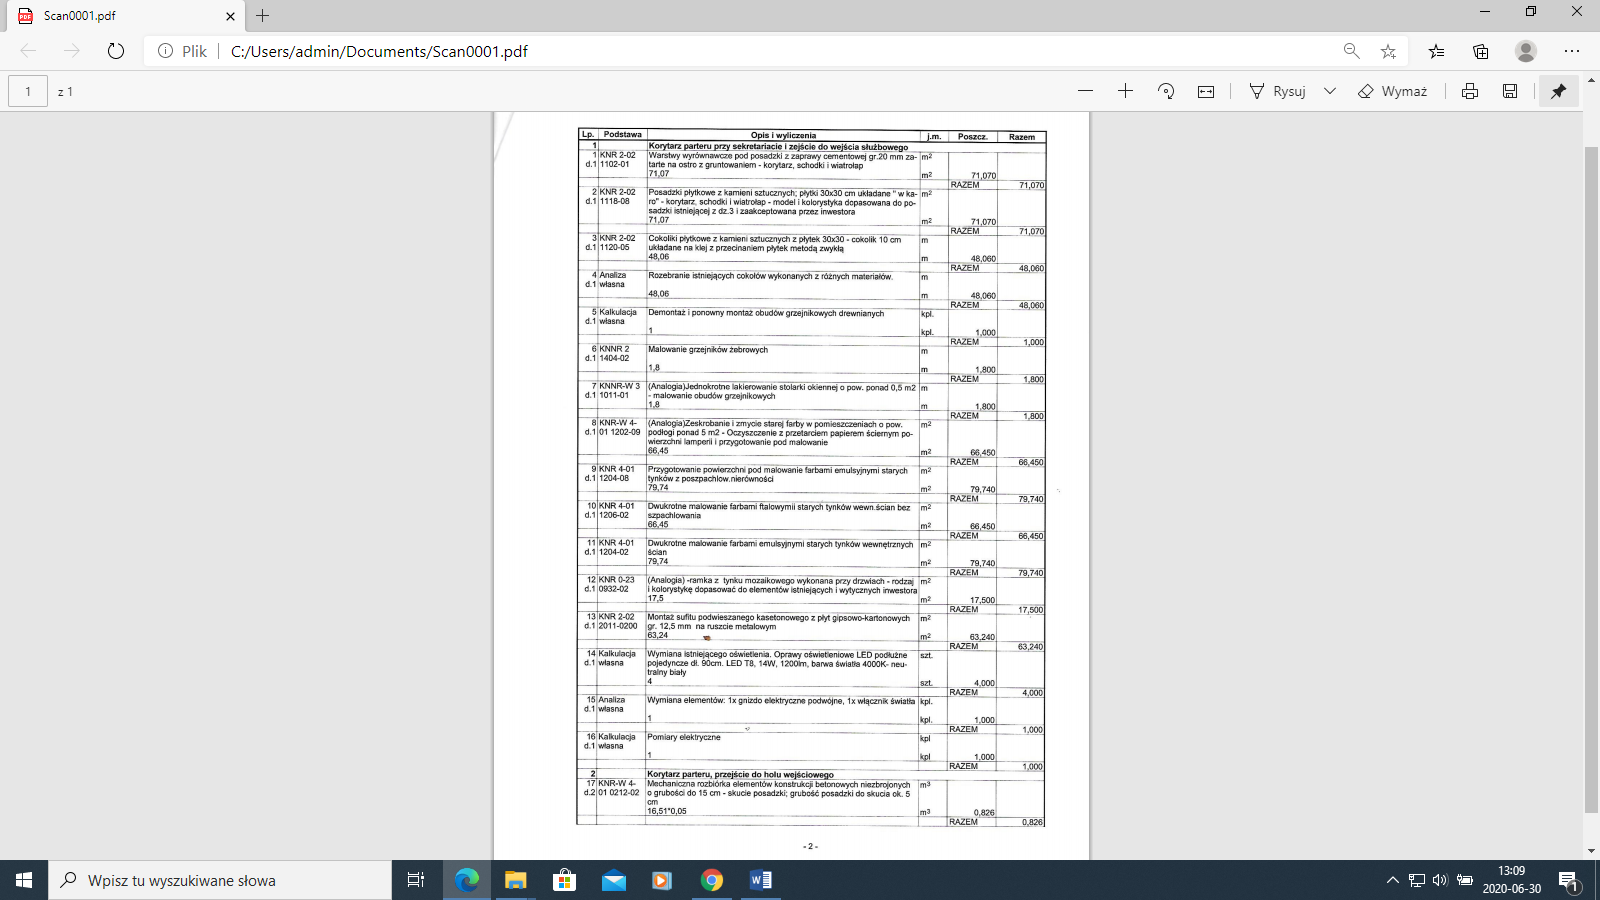 Scan0001.pdf
Plik
C:/Users/admin/Documents/Scan0001.pdf
1 z 1
Rysuj
Wymaż
Lp. Podstawa Opis i wyliczenia j.m. Poszcz. Razem
1 Korytarz parteru przy sekretariacie i zejście do wejścia służbowego
1 KNR 2-02 Warstwy wyrównawcze pod posadzki z zaprawy cementowej gr.20 mm za- m2
d.1 1102-01 tarte na ostro z gruntowaniem - korytarz, schodki i wiatrołap
71,07 m2 71,070
RAZEM 71,070
2 KNR 2-02 Posadzki płytkowe z kamieni sztucznych; płytki 30x30 cm układane " w ka- m2
d.1 1118-08 ro" - korytarz, schodki i wiatrołap - model i kolorystyka dopasowana do po-
sadzki istniejącej z dz.3 i zaakceptowana przez inwestora
71,07 m2 71,070
RAZEM 71,070
3 KNR 2-02 Cokoliki płytkowe z kamieni sztucznych z płytek 30x30 - cokolik 10 cm m
d.1 1120-05 układane na klej z przecinaniem płytek metodą zwykłą
48,06 m 48,060
RAZEM 48,060
4 Analiza Rozebranie istniejących cokołów wykonanych z różnych materiałów. m
d.1 własna
48,06 m 48,060
RAZEM 48,060
5 Kalkulacja Demontaż i ponowny montaż obudów grzejnikowych drewnianych kpl.
d.1 własna
1 kpl. 1,000
RAZEM 1,000
6 KNNR 2 Malowanie grzejników żebrowych m
d.1 1404-02
1,8 m 1,800
RAZEM 1,800
7 KNNR-W 3 (Analogia)Jednokrotne lakierowanie stolarki okiennej o pow. ponad 0,5 m2 m
d.1 1011-01 - malowanie obudów grzejnikowych
1,8 m 1,800
RAZEM 1,800
8 KNR-W 4- (Analogia)Zeskrobanie i zmycie starej farby w pomieszczeniach o pow. m2
d.1 01 1202-09 podłogi ponad 5 m2 - Oczyszczenie z przetarciem papierem ściernym po-
wierzchni lamperii i przygotowanie pod malowanie
66,45 m2 66,450
RAZEM 66,450
9 KNR 4-01 Przygotowanie powierzchni pod malowanie farbami emulsyjnymi starych m2
d.1 1204-08 tynków z poszpachlow.nierówności
79,74 m2 79,740
RAZEM 79,740
10 KNR 4-01 Dwukrotne malowanie farbami ftalowymii starych tynków wewn.ścian bez m2
d.1 1206-02 szpachlowania
66,45 m2 66,450
RAZEM 66,450
11 KNR 4-01 Dwukrotne malowanie farbami emulsyjnymi starych tynków wewnętrznych m2
d.1 1204-02 ścian
79,74 m2 79,740
RAZEM 79,740
12 KNR 0-23 (Analogia) -ramka z tynku mozaikowego wykonana przy drzwiach - rodzaj m2
d.1 0932-02 i kolorystykę dopasować do elementów istniejących i wytycznych inwestora
17,5 m2 17,500
RAZEM 17,500
13 KNR 2-02 Montaż sufitu podwieszanego kasetonowego z płyt gipsowo-kartonowych m2
d.1 2011-0200 gr. 12,5 mm na ruszcie metalowym
63,24 m2 63,240
RAZEM 63,240
14 Kalkulacja Wymiana istniejącego oświetlenia. Oprawy oświetleniowe LED podłużne szt.
d.1 własna pojedyncze dł. 90cm. LED T8, 14W, 1200lm, barwa światła 4000K- neu-
tralny biały
4 szt. 4,000
RAZEM 4,000
15 Analiza Wymiana elementów: 1x gnizdo elektryczne podwójne, 1x włącznik światła kpl.
d.1 własna
1 kpl. 1,000
RAZEM 1,000
16 Kalkulacja Pomiary elektryczne kpl
d.1 własna
1 kpl 1,000
RAZEM 1,000
2 Korytarz parteru, przejście do holu wejściowego
17 KNR-W 4- Mechaniczna rozbiórka elementów konstrukcji betonowych niezbrojonych m3
d.2 01 0212-02 o grubości do 15 cm - skucie posadzki; grubość posadzki do skucia ok. 5
cm
16,51*0,05 m3 0,826
RAZEM 0,826
- 2 -
Wpisz tu wyszukiwane słowa
13:09
2020-06-30
1